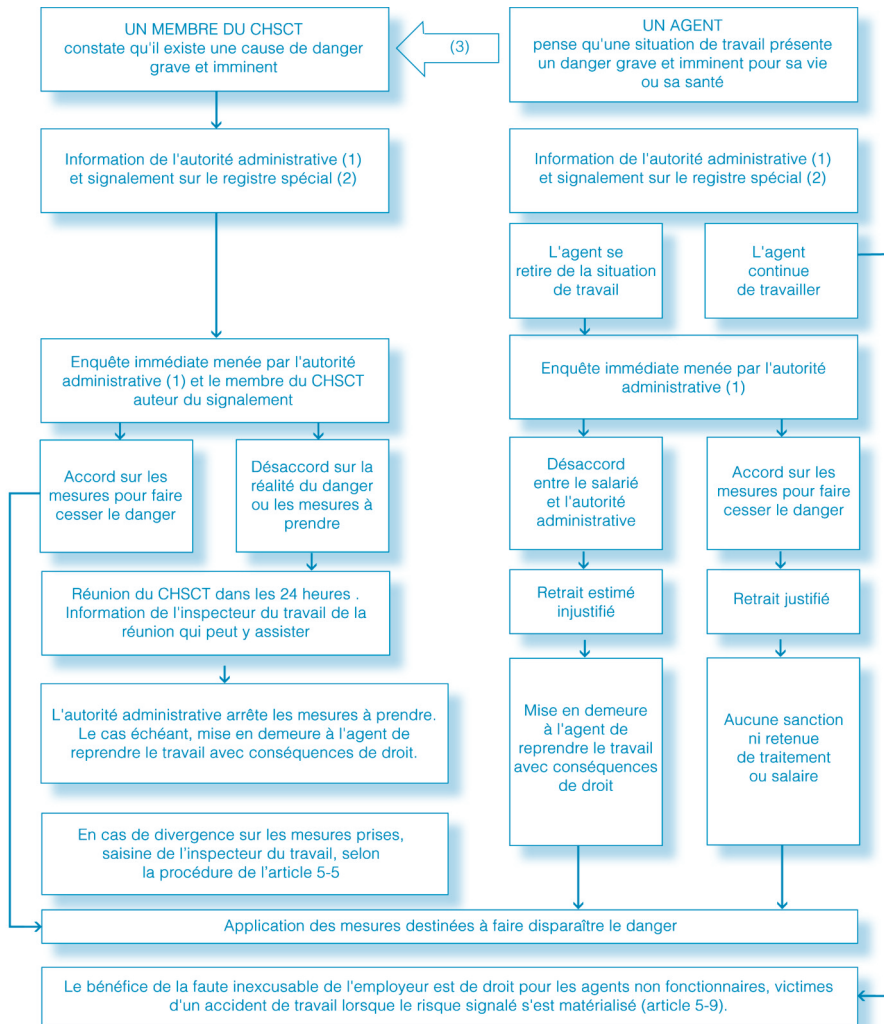 UN MEMBRE DU CHSCT
constate qu'il existe une cause de danger
grave et imminent
(3)
UN AGENT
pense qu'une situation de travail présente
un danger grave et imminent pour sa vie
ou sa santé
Information de l'autorité administrative (1)
et signalement sur le registre spécial (2)
Information de l'autorité administrative (1)
et signalement sur le registre spécial (2)
L'agent se
retire de la situation
de travail
L'agent
continue
de travailler
Enquête immédiate menée par l'autorité
administrative (1) et le membre du CHSCT
auteur du signalement
Enquête immédiate menée par l'autorité
administrative (1)
Accord sur les
mesures pour faire
cesser le danger
Désaccord sur la
réalité du danger
ou les mesures à
prendre
Désaccord
entre le salarié
et l'autorité
administrative
Accord sur les
mesures pour faire
cesser le danger
Réunion du CHSCT dans les 24 heures .
Information de l'inspecteur du travail de la
réunion qui peut y assister
Retrait estimé
injustifié
Retrait justifié
L'autorité administrative arrête les mesures à prendre.
Le cas échéant, mise en demeure à l'agent de
reprendre le travail avec conséquences de droit.
Mise en demeure
à l'agent de
reprendre le travail
avec conséquences
de droit
Aucune sanction
ni retenue
de traitement
ou salaire
En cas de divergence sur les mesures prises,
saisine de l'inspecteur du travail, selon
la procédure de l'article 5-5
Application des mesures destinées à faire disparaître le danger
Le bénéfice de la faute inexcusable de l'employeur est de droit pour les agents non fonctionnaires, victimes
d'un accident de travail lorsque le risque signalé s'est matérialisé (article 5-9).